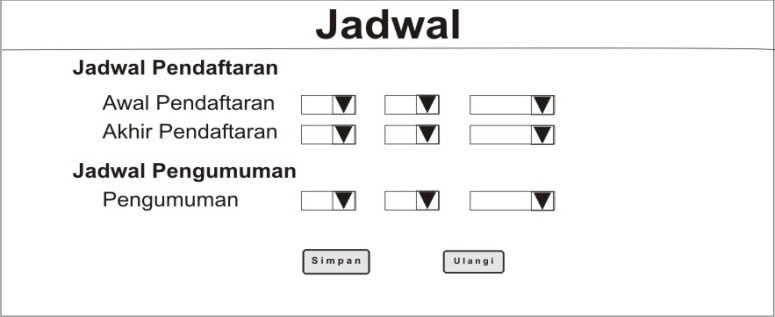 Jadwal
Jadwal Pendaftaran
Awal Pendaftaran
Akhir Pendaftaran
Jadwal Pengumuman
Pengumuman
Simpan Ulangi